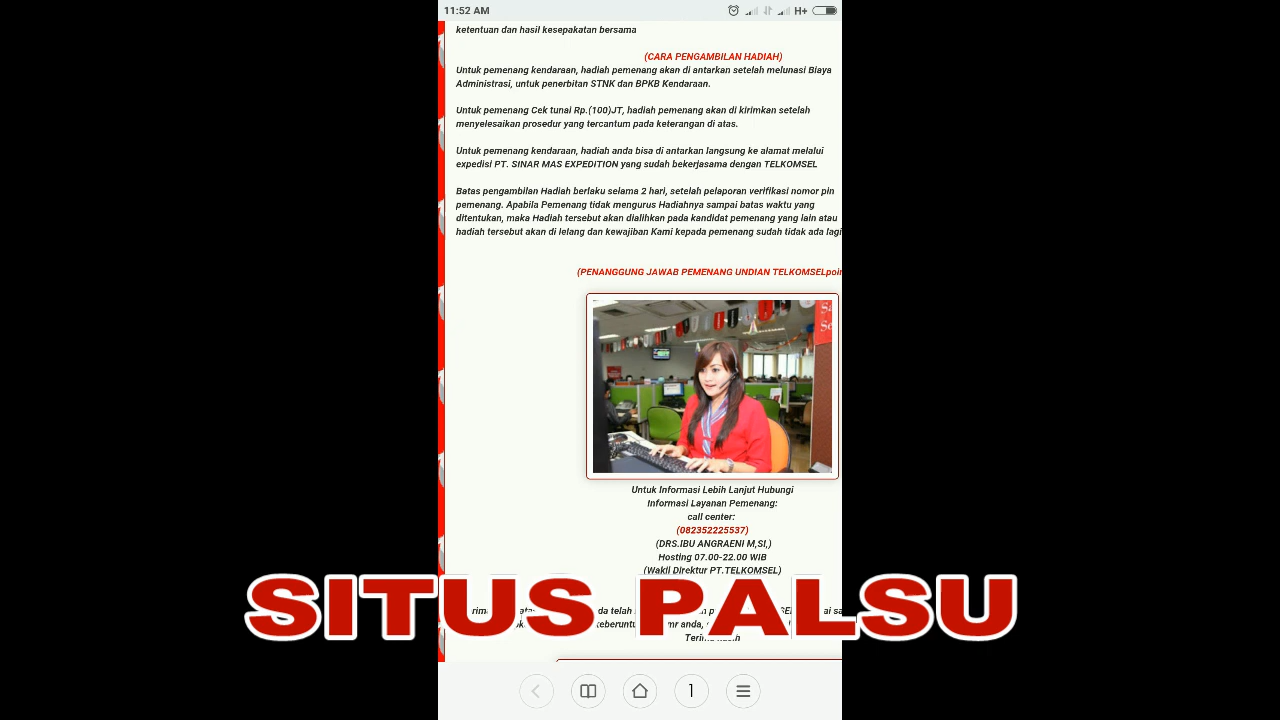 11:52 AM
H+
ketentuan dan hasil kesepakatan bersama
(CARA PENGAMBILAN HADIAH)
Untuk pemenang kendaraan, hadiah pemenang akan di antarkan setelah melunasi Biaya
Administrasi, untuk penerbitan STNK dan BPKB Kendaraan.
Untuk pemenang Cek tunai Rp.(100)JT, hadiah pemenang akan di kirimkan setelah
menyelesaikan prosedur yang tercantum pada keterangan di atas.
Untuk pemenang kendaraan, hadiah anda bisa di antarkan langsung ke alamat melalui
expedisi PT. SINAR MAS EXPEDITION yang sudah bekerjasama dengan TELKOMSEL
Batas pengambilan Hadiah berlaku selama 2 hari, setelah pelaporan verifikasi nomor pin
pemenang. Apabila Pemenang tidak mengurus Hadiahnya sampai batas waktu yang
ditentukan, maka Hadiah tersebut akan dialihkan pada kandidat pemenang yang lain atau
hadiah tersebut akan di lelang dan kewajiban Kami kepada pemenang sudah tidak ada lagi
(PENANGGUNG JAWAB PEMENANG UNDIAN TELKOMSELpoin
Untuk Informasi Lebih Lanjut Hubungi
Informasi Layanan Pemenang:
call center:
(082352225537)
(DRS.IBU ANGRAENI M,SI,)
Hosting 07.00-22.00 WIB
(Wakil Direktur PT.TELKOMSEL)
SITUS PALSU
telah
anda,
1